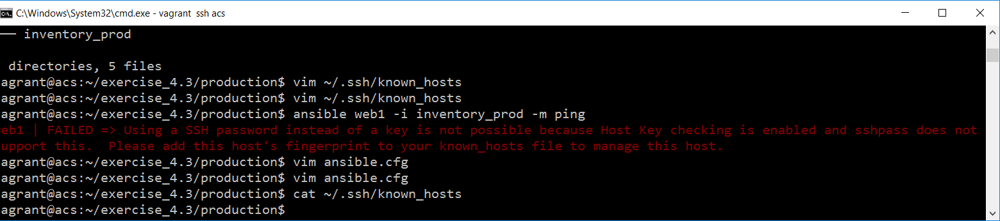 C:\Windows\System32\cmd.exe - vagrant  ssh acs
── inventory_prod
directories, 5 files
agrant@acs:~/exercise_4.3/production$ vim ~/.ssh/known_hosts
agrant@acs:~/exercise_4.3/production$ vim ~/.ssh/known_hosts
agrant@acs:~/exercise_4.3/production$ ansible web1 -i inventory_prod -m ping
eb1 | FAILED => Using a SSH password instead of a key is not possible because Host Key checking is enabled and sshpass does not
upport this.  Please add this host's fingerprint to your known_hosts file to manage this host.
agrant@acs:~/exercise_4.3/production$ vim ansible.cfg
agrant@acs:~/exercise_4.3/production$ vim ansible.cfg
agrant@acs:~/exercise_4.3/production$ cat ~/.ssh/known_hosts
agrant@acs:~/exercise_4.3/production$